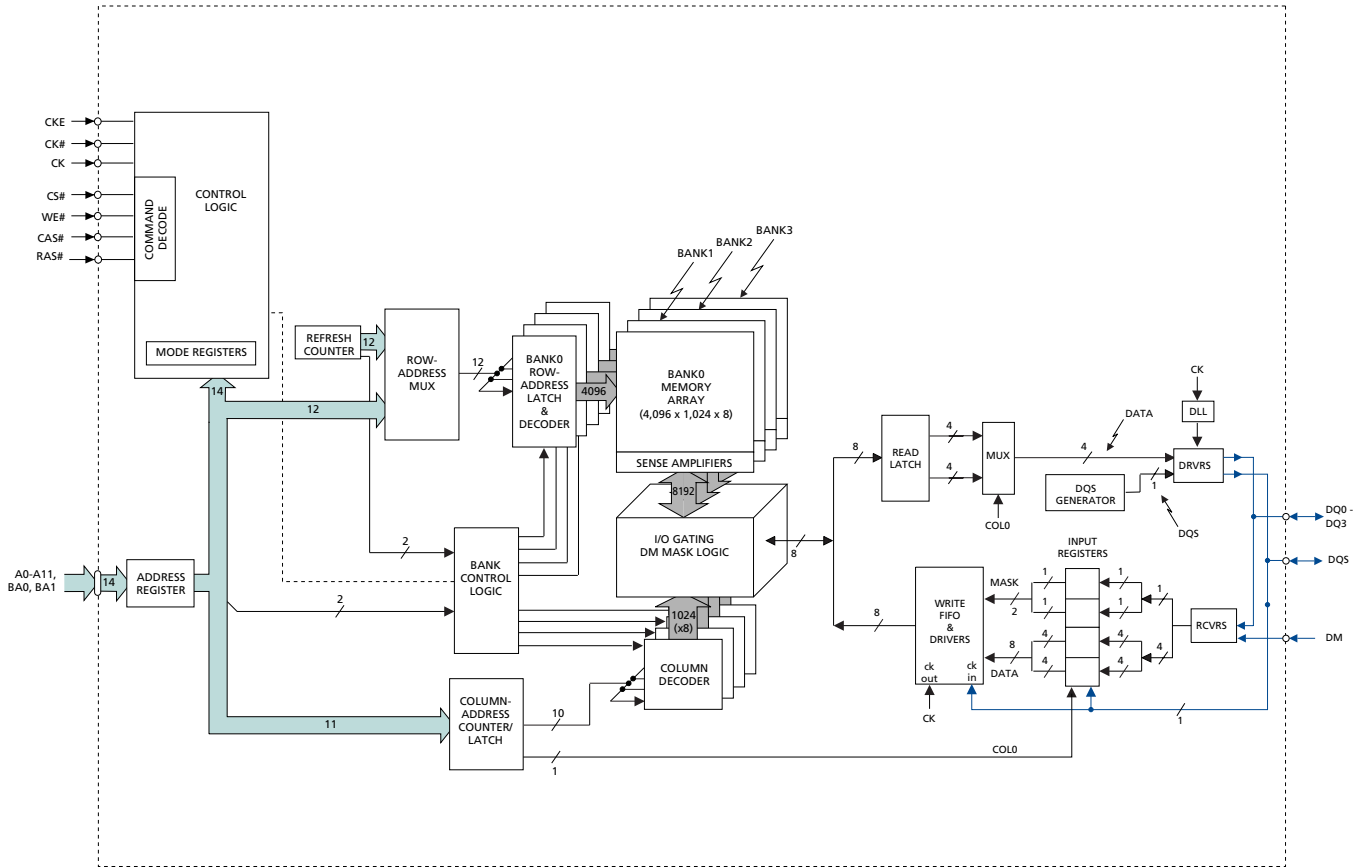 CKE
CK#
CK
CS#
WE#
CAS#
RAS#
COMMAND
DECODE
CONTROL
LOGIC
MODE REGISTERS
REFRESH
COUNTER
12
ROW-
ADDRESS
MUX
12
14
12
BANK0
ROW-
ADDRESS
LATCH
&
DECODER
4096
BANK1
BANK2
BANK3
BANK0
MEMORY
ARRAY
(4,096 x 1,024 x 8)
SENSE AMPLIFIERS
8192
I/O GATING
DM MASK LOGIC
8
8
READ
LATCH
4
4
MUX
COL0
4
DATA
CK
DLL
DRVRS
DQS
GENERATOR
1
DQS
DQ0 -
DQ3
DQS
DM
A0-A11,
BA0, BA1
14
ADDRESS
REGISTER
2
2
BANK
CONTROL
LOGIC
1024
(x8)
COLUMN
DECODER
11
COLUMN-
ADDRESS
COUNTER/
LATCH
10
1
COL0
8
WRITE
FIFO
&
DRIVERS
ck
out
ck
in
CK
MASK
2
8
DATA
INPUT
REGISTERS
1
1
4
4
1
1
4
4
1
4
RCVRS
1